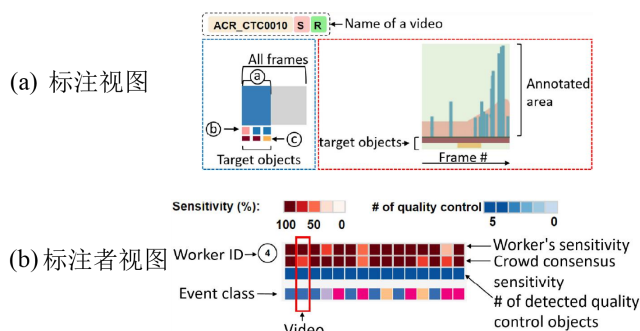 ACR_CTC0010 S R Name of a video
(a) 标注视图
All frames
a
b
c
Target objects
Annotated
area
target objects
Frame #
Sensitivity (%):
100 50 0
# of quality control
5 0
(b) 标注者视图
Worker ID 4
Worker's sensitivity
Crowd consensus
sensitivity
Event class
# of detected quality
control objects
Video